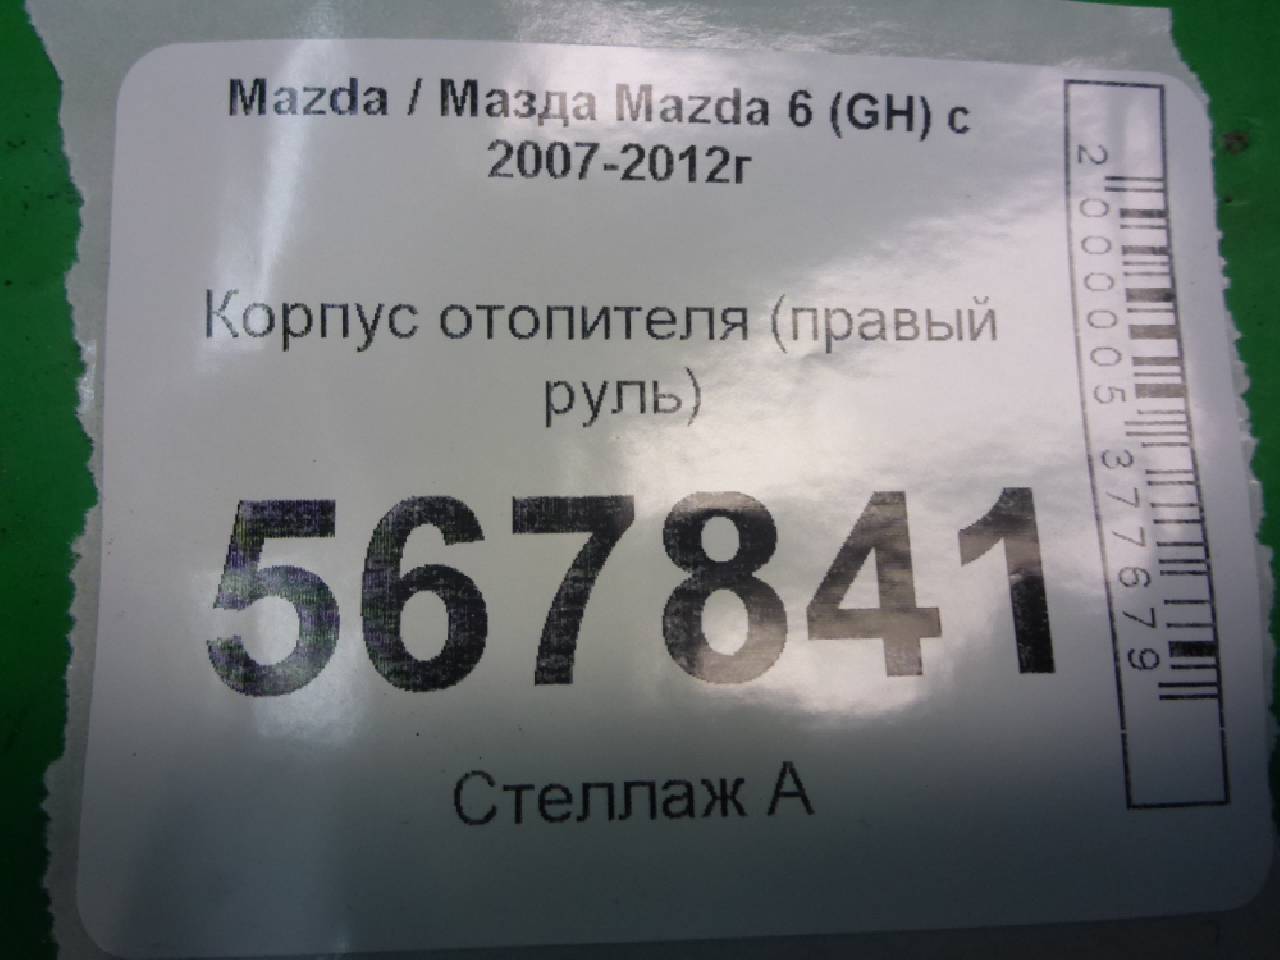 Mazda / Мазда Mazda 6 (GH) с
2007-2012г
Корпус отопителя (правый
руль)
567841
Стеллаж А
2000005377679